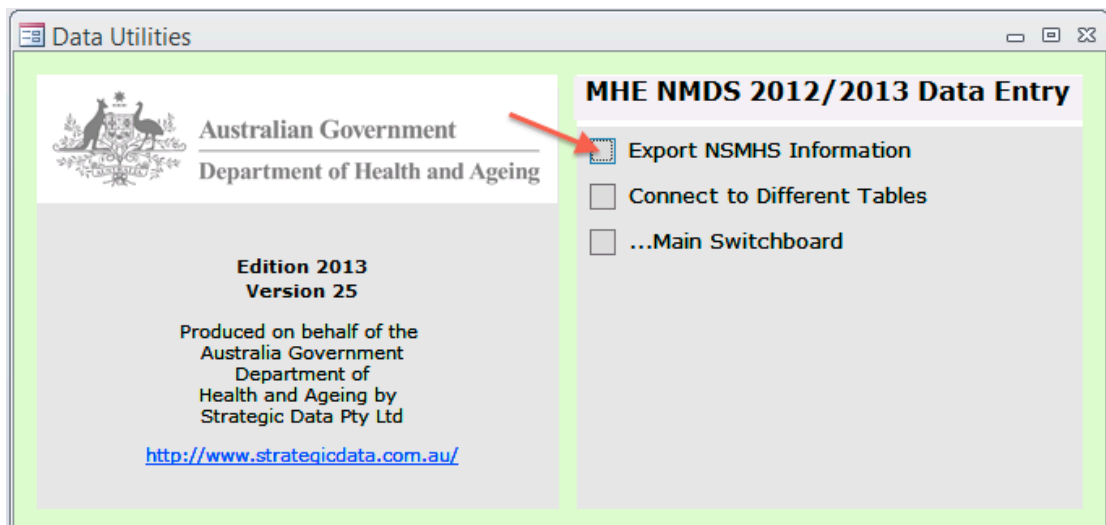 Data Utilities
Australian Government
Department of Health and Ageing
Edition 2013
Version 25
Produced on behalf of the
Australia Government
Department of
Health and Ageing by
Strategic Data Pty Ltd
http://www.strategicdata.com.au/
MHE NMDS 2012/2013 Data Entry
Export NSMHS Information
Connect to Different Tables
...Main Switchboard